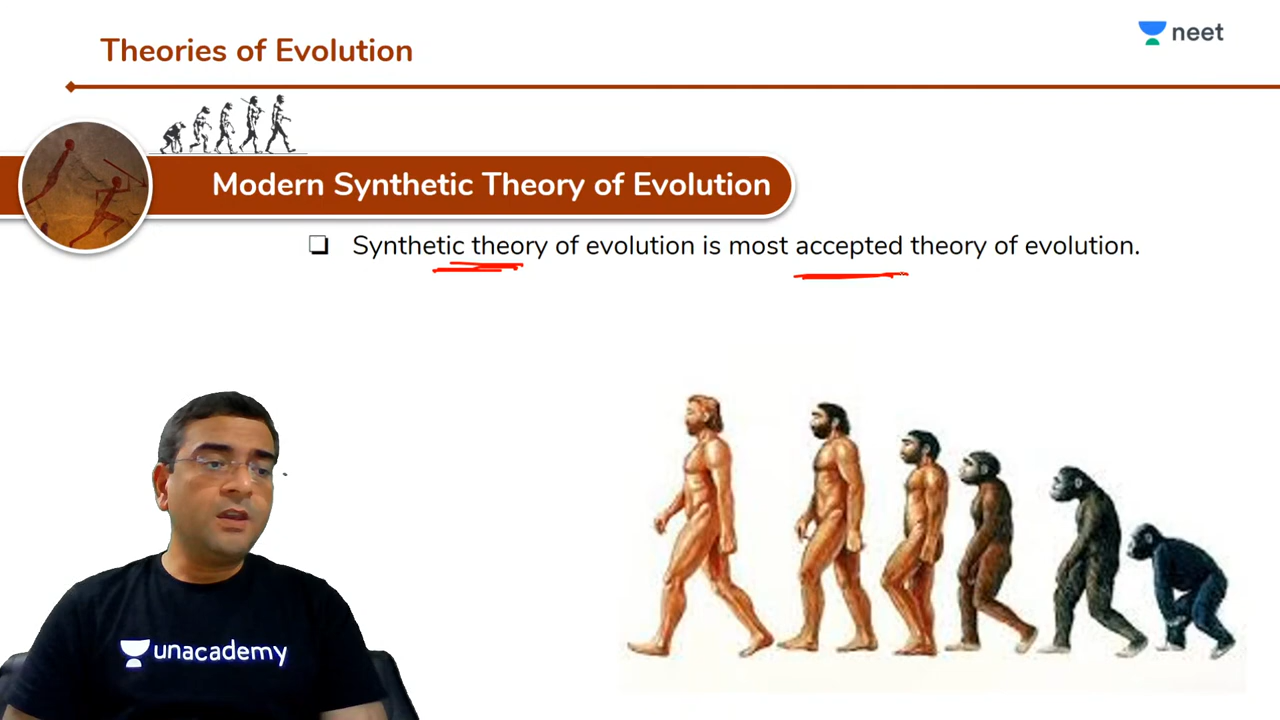 Theories of Evolution
neet
Modern Synthetic Theory of Evolution
Synthetic theory of evolution is most accepted theory of evolution.
unacademy